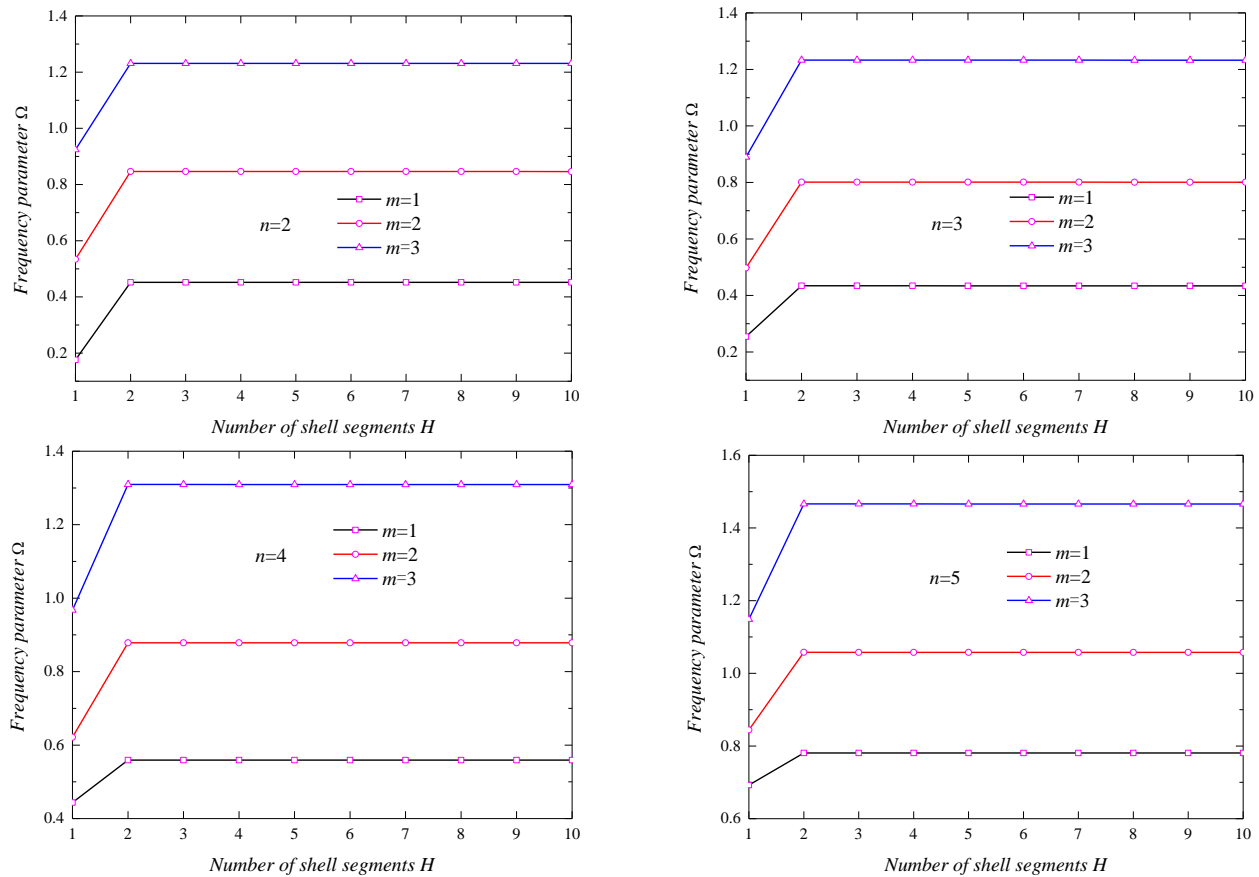 1.4
1.2
1.0
0.8
0.6
0.4
0.2
Frequency parameter Ω
n=2
m=1
m=2
m=3
1 2 3 4 5 6 7 8 9 10
Number of shell segments H
1.4
1.2
1.0
0.8
0.6
0.4
0.2
Frequency parameter Ω
n=3
m=1
m=2
m=3
1 2 3 4 5 6 7 8 9 10
Number of shell segments H
1.4
1.2
1.0
0.8
0.6
0.4
Frequency parameter Ω
n=4
m=1
m=2
m=3
1 2 3 4 5 6 7 8 9 10
Number of shell segments H
1.6
1.4
1.2
1.0
0.8
0.6
Frequency parameter Ω
n=5
m=1
m=2
m=3
1 2 3 4 5 6 7 8 9 10
Number of shell segments H